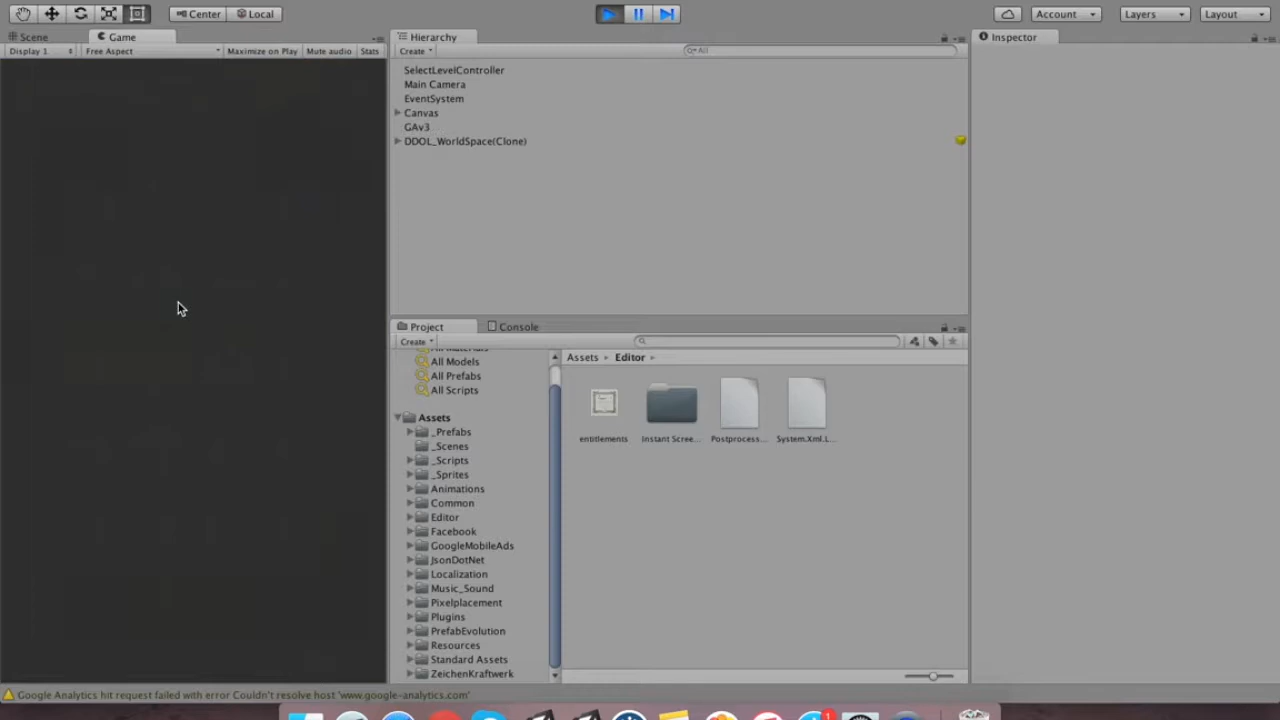 Center Local Account Layers Layout
Scene Game Hierarchy Inspector
Display 1 Free Aspect Maximize on Play Mute audio Stats Create All
SelectLevelController
Main Camera
EventSystem
Canvas
GAv3
DDOL_WorldSpace(Clone)
Project Console
Create
All Models
All Prefabs
All Scripts
Assets Editor
entitlements Instant Scree... Postprocess... System.Xml.L...
Assets
_Prefabs
_Scenes
_Scripts
_Sprites
Animations
Common
Editor
Facebook
GoogleMobileAds
JsonDotNet
Localization
Music_Sound
Pixelplacement
Plugins
PrefabEvolution
Resources
Standard Assets
ZeichenKraftwerk
Google Analytics hit request failed with error Couldn't resolve host 'www.google-analytics.com'
1